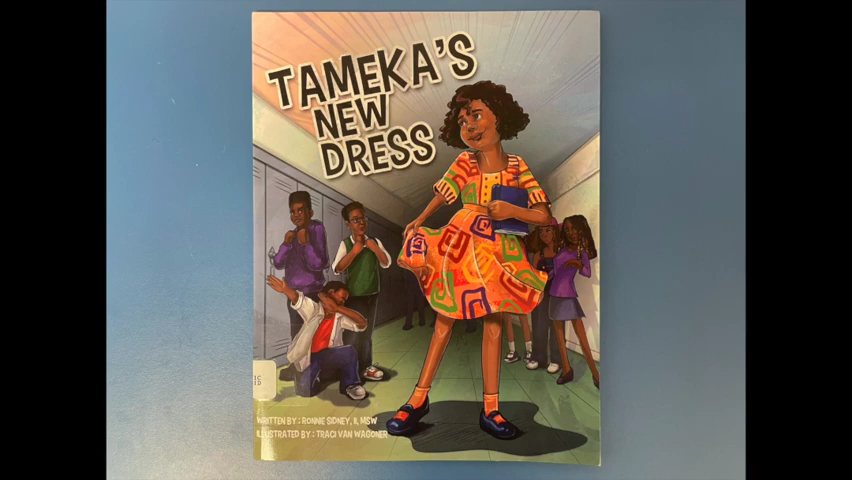 TAMEKA'S
NEW
DRESS
WRITTEN BY: RONNIE SIDNEY, II, MSW
ILLUSTRATED BY: TRACI VAN WAGONER